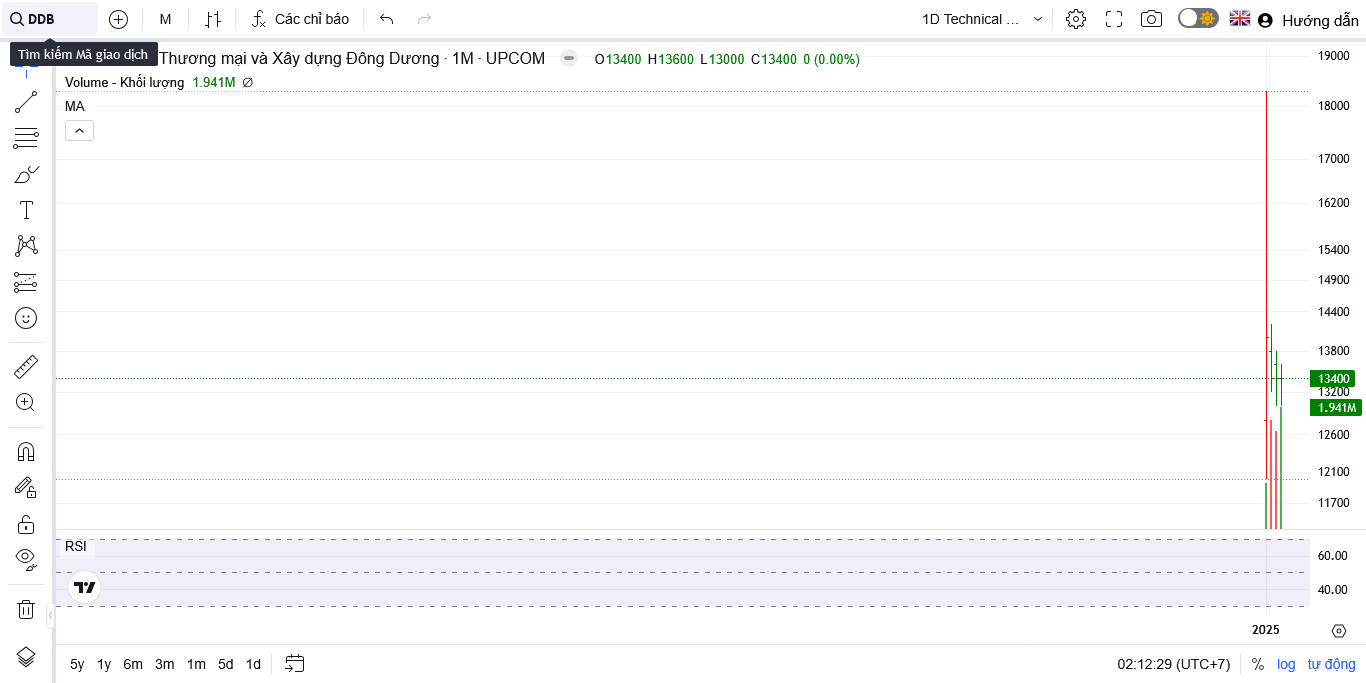 DDB
M
Các chỉ báo
1D Technical ...
Hướng dẫn
Tìm kiếm Mã giao dịch
Thương mại và Xây dựng Đông Dương · 1M · UPCOM
O13400 H13600 L13000 C13400 0 (0.00%)
Volume - Khối lượng 1.941M ∅
MA
19000
18000
17000
16200
15400
14900
14400
13800
13400
13200
1.941M
12600
12100
11700
RSI
60.00
40.00
2025
5y 1y 6m 3m 1m 5d 1d
02:12:29 (UTC+7)
% log tự động